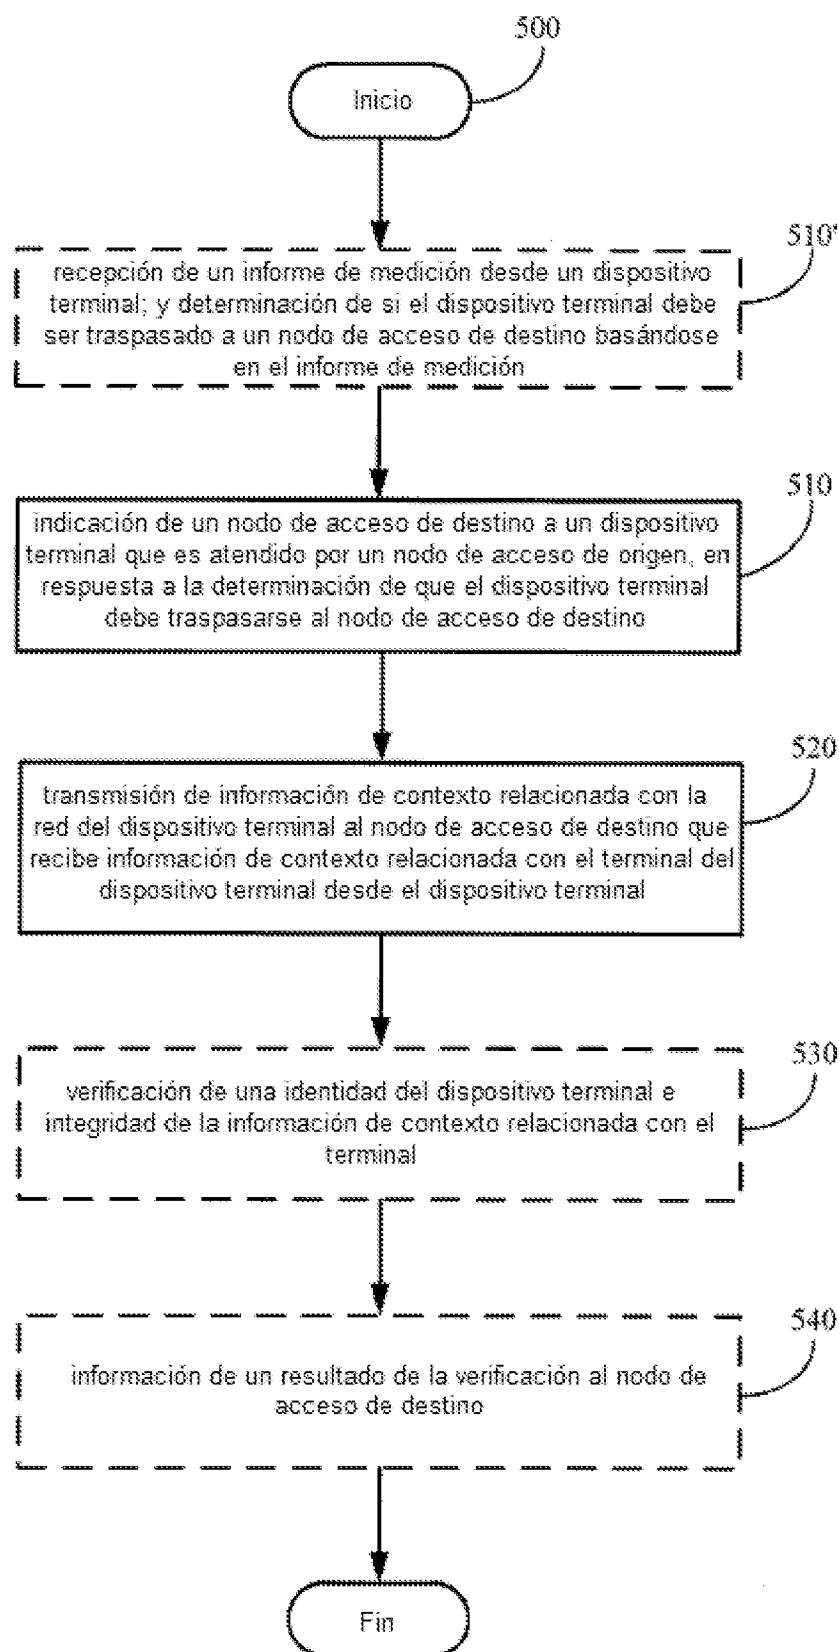 500
Inicio
510'
recepción de un informe de medición desde un dispositivo
terminal; y determinación de si el dispositivo terminal debe
ser traspasado a un nodo de acceso de destino basándose
en el informe de medición
510
indicación de un nodo de acceso de destino a un dispositivo
terminal que es atendido por un nodo de acceso de origen, en
respuesta a la determinación de que el dispositivo terminal
debe traspasarse al nodo de acceso de destino
520
transmisión de información de contexto relacionada con la
red del dispositivo terminal al nodo de acceso de destino que
recibe información de contexto relacionada con el terminal del
dispositivo terminal desde el dispositivo terminal
530
verificación de una identidad del dispositivo terminal e
integridad de la información de contexto relacionada con el
terminal
540
información de un resultado de la verificación al nodo de
acceso de destino
Fin